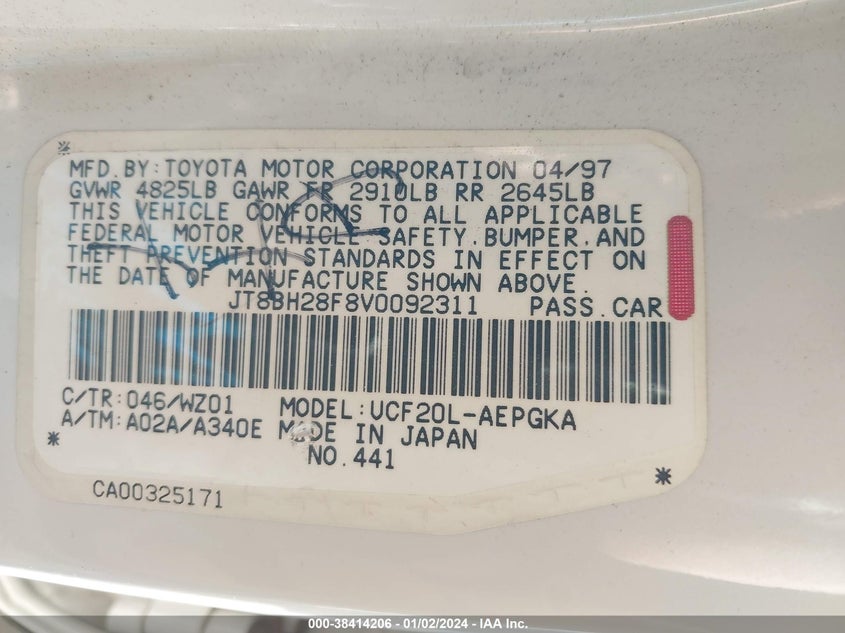 MFD. BY: TOYOTA MOTOR CORPORATION 04/97
GVWR 4825LB GAWR FR 2910LB RR 2645LB
THIS VEHICLE CONFORMS TO ALL APPLICABLE
FEDERAL MOTOR VEHICLE SAFETY. BUMPER. AND
THEFT PREVENTION STANDARDS IN EFFECT ON
THE DATE OF MANUFACTURE SHOWN ABOVE.
JT8BH28F8V0092311 PASS. CAR
C/TR: 046/WZ01 MODEL: UCF20L-AEPGKA
A/TM: A02A/A340E MADE IN JAPAN
NO. 441
CA00325171
000-38414206 - 01/02/2024 - IAA Inc.